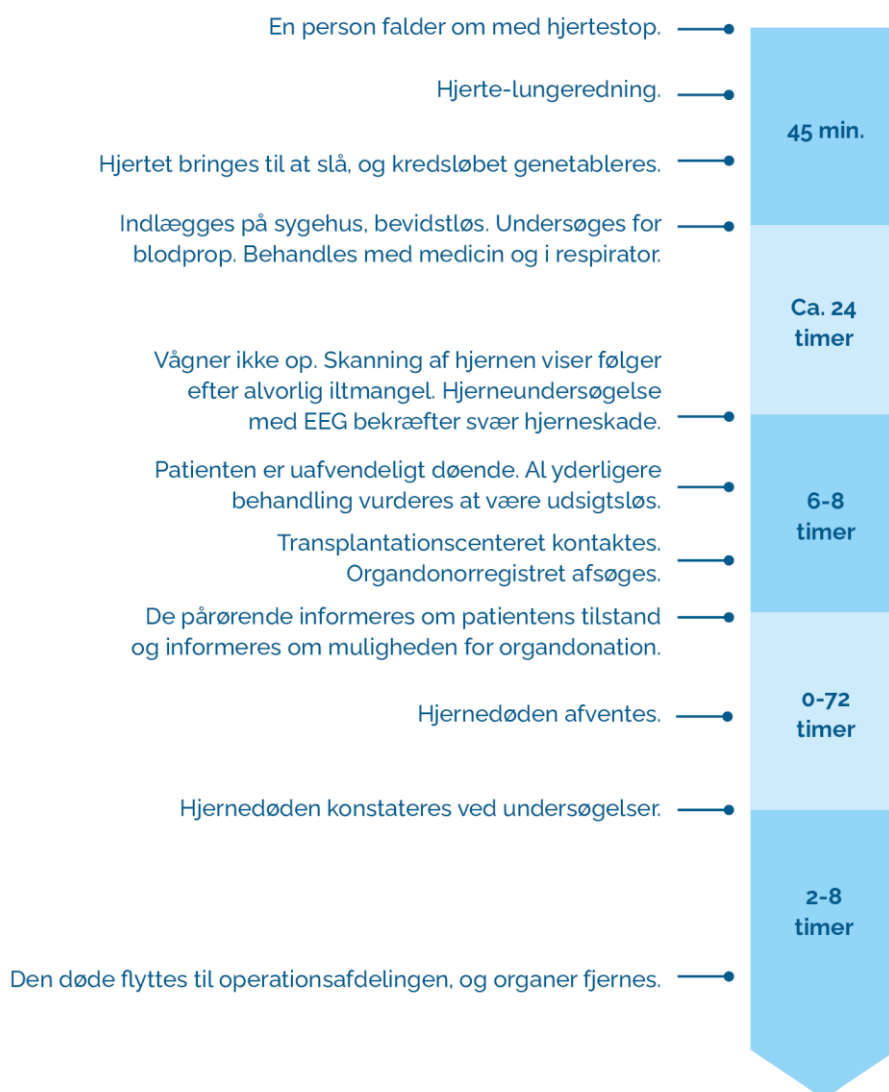 En person falder om med hjertestop.
Hjerte-lungeredning.
45 min.
Hjertet bringes til at slå, og kredsløbet genetableres.
Indlægges på sygehus, bevidstløs. Undersøges for
blodprop. Behandles med medicin og i respirator.
Ca. 24
timer
Vågner ikke op. Skanning af hjernen viser følger
efter alvorlig iltmangel. Hjerneundersøgelse
med EEG bekræfter svær hjerneskade.
Patienten er uafvendeligt døende. Al yderligere
behandling vurderes at være udsigtsløs.
6-8
timer
Transplantationscenteret kontaktes.
Organdonorregistret afsøges.
De pårørende informeres om patientens tilstand
og informeres om muligheden for organdonation.
0-72
timer
Hjernedøden afventes.
Hjernedøden konstateres ved undersøgelser.
2-8
timer
Den døde flyttes til operationsafdelingen, og organer fjernes.